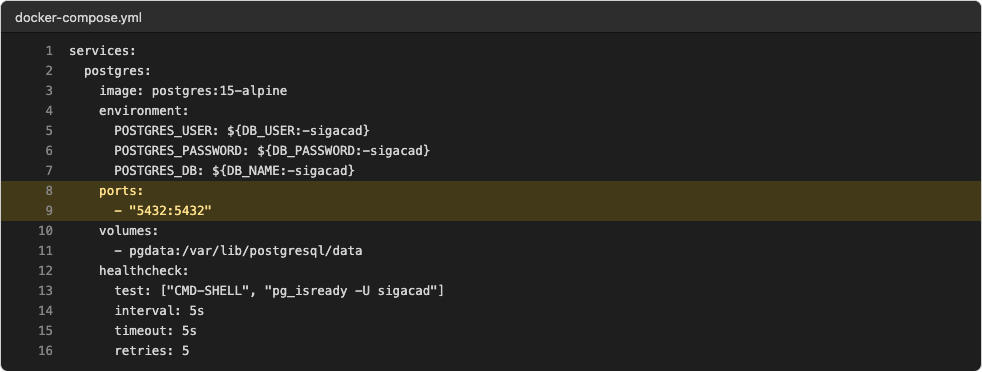 docker-compose.yml
1 services:
2   postgres:
3     image: postgres:15-alpine
4     environment:
5       POSTGRES_USER: ${DB_USER:-sigacad}
6       POSTGRES_PASSWORD: ${DB_PASSWORD:-sigacad}
7       POSTGRES_DB: ${DB_NAME:-sigacad}
8     ports:
9       - "5432:5432"
10     volumes:
11       - pgdata:/var/lib/postgresql/data
12     healthcheck:
13       test: ["CMD-SHELL", "pg_isready -U sigacad"]
14       interval: 5s
15       timeout: 5s
16       retries: 5